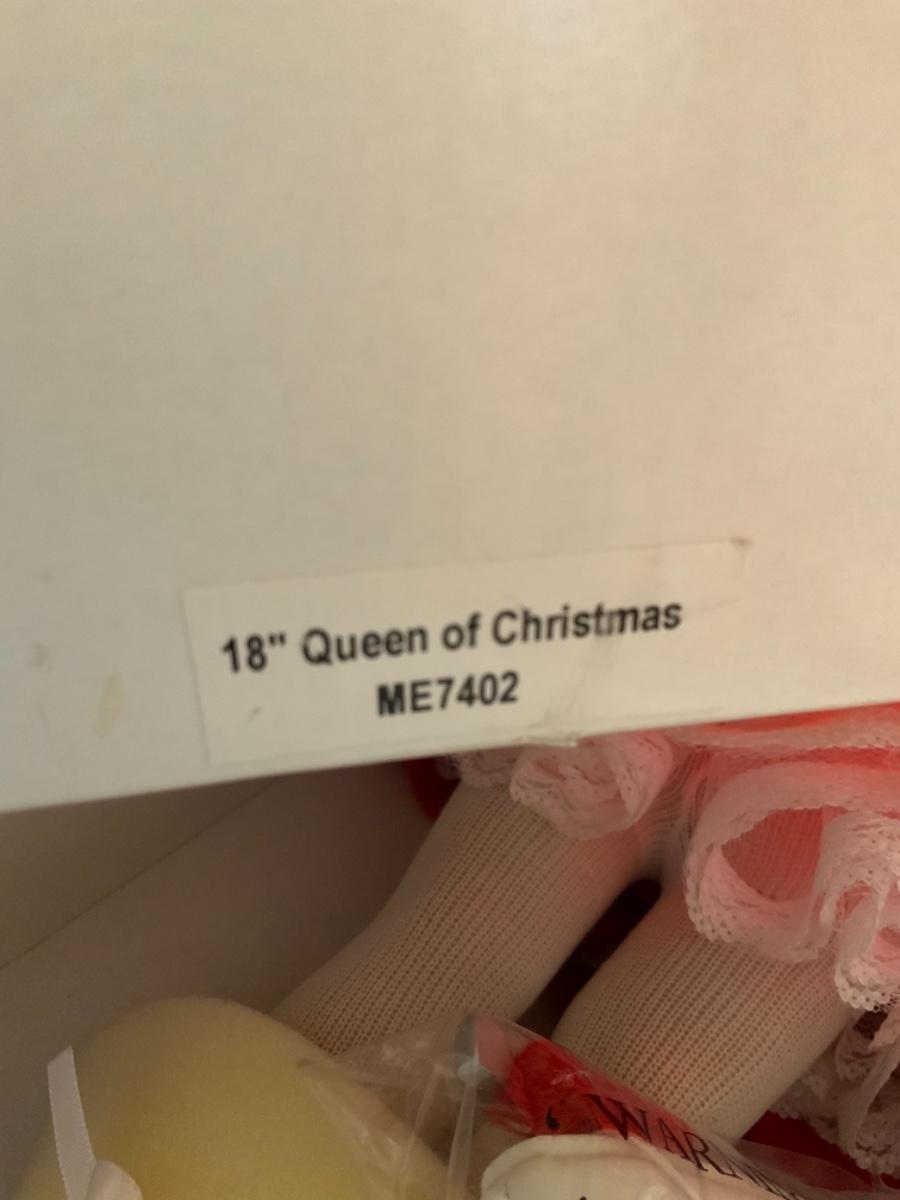 18" Queen of Christmas
ME7402